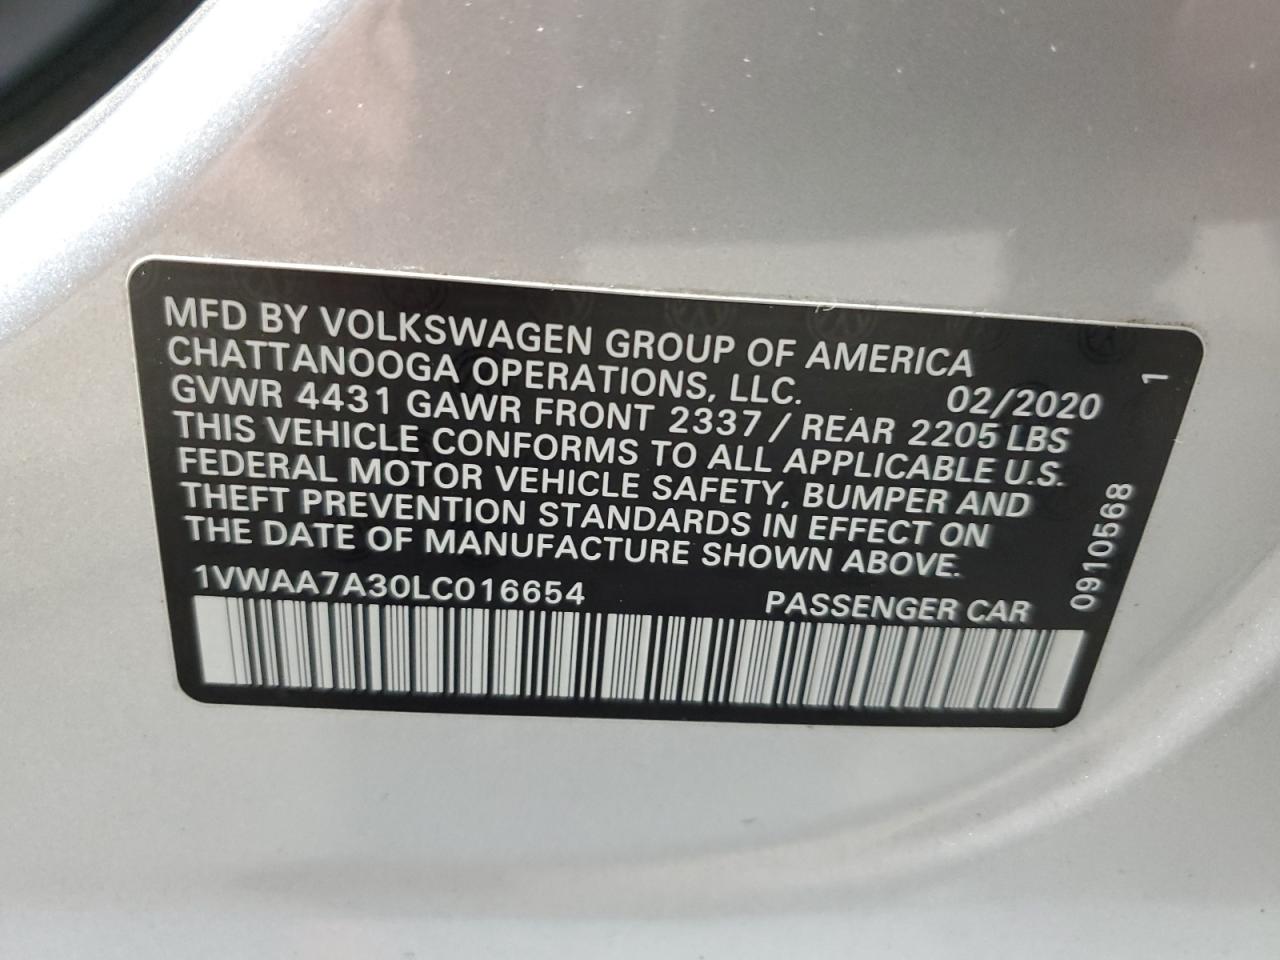 MFD BY VOLKSWAGEN GROUP OF AMERICA
CHATTANOOGA OPERATIONS, LLC. 02/2020
GVWR 4431 GAWR FRONT 2337 / REAR 2205 LBS
THIS VEHICLE CONFORMS TO ALL APPLICABLE U.S.
FEDERAL MOTOR VEHICLE SAFETY, BUMPER AND
THEFT PREVENTION STANDARDS IN EFFECT ON
THE DATE OF MANUFACTURE SHOWN ABOVE.
1VWAA7A30LC016654 PASSENGER CAR
0910568 1